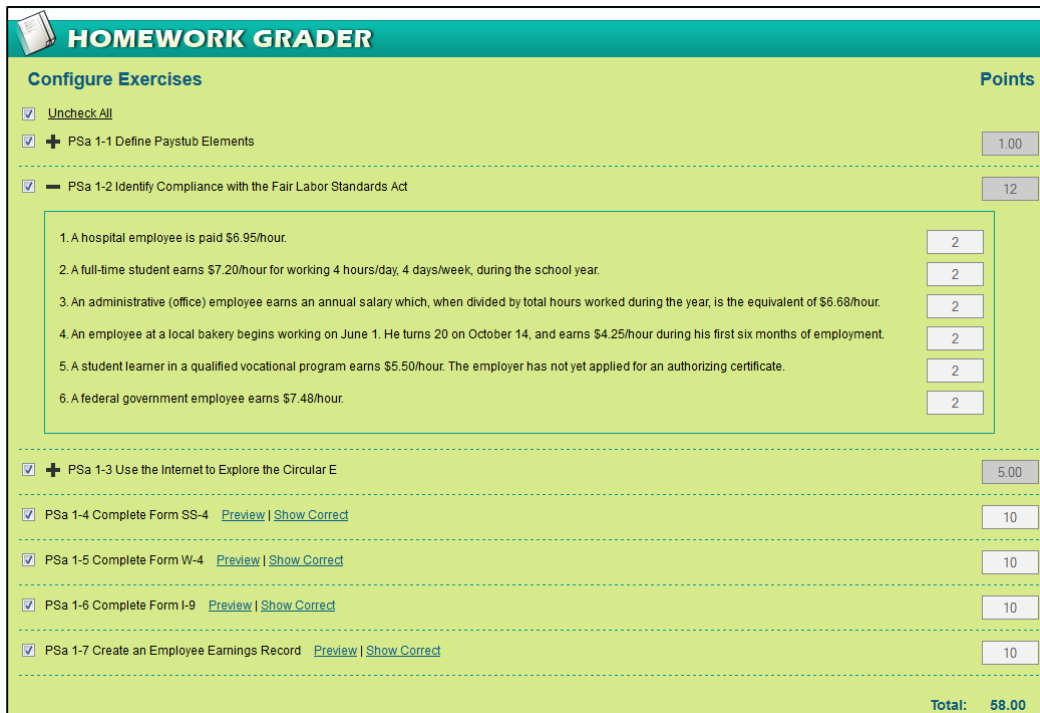 HOMEWORK GRADER
Configure Exercises Points
Uncheck All
PSa 1-1 Define Paystub Elements 1.00
PSa 1-2 Identify Compliance with the Fair Labor Standards Act 12
1. A hospital employee is paid $6.95/hour. 2
2. A full-time student earns $7.20/hour for working 4 hours/day, 4 days/week, during the school year. 2
3. An administrative (office) employee earns an annual salary which, when divided by total hours worked during the year, is the equivalent of $6.68/hour. 2
4. An employee at a local bakery begins working on June 1. He turns 20 on October 14, and earns $4.25/hour during his first six months of employment. 2
5. A student learner in a qualified vocational program earns $5.50/hour. The employer has not yet applied for an authorizing certificate. 2
6. A federal government employee earns $7.48/hour. 2
PSa 1-3 Use the Internet to Explore the Circular E 5.00
PSa 1-4 Complete Form SS-4 Preview | Show Correct 10
PSa 1-5 Complete Form W-4 Preview | Show Correct 10
PSa 1-6 Complete Form I-9 Preview | Show Correct 10
PSa 1-7 Create an Employee Earnings Record Preview | Show Correct 10
Total: 58.00